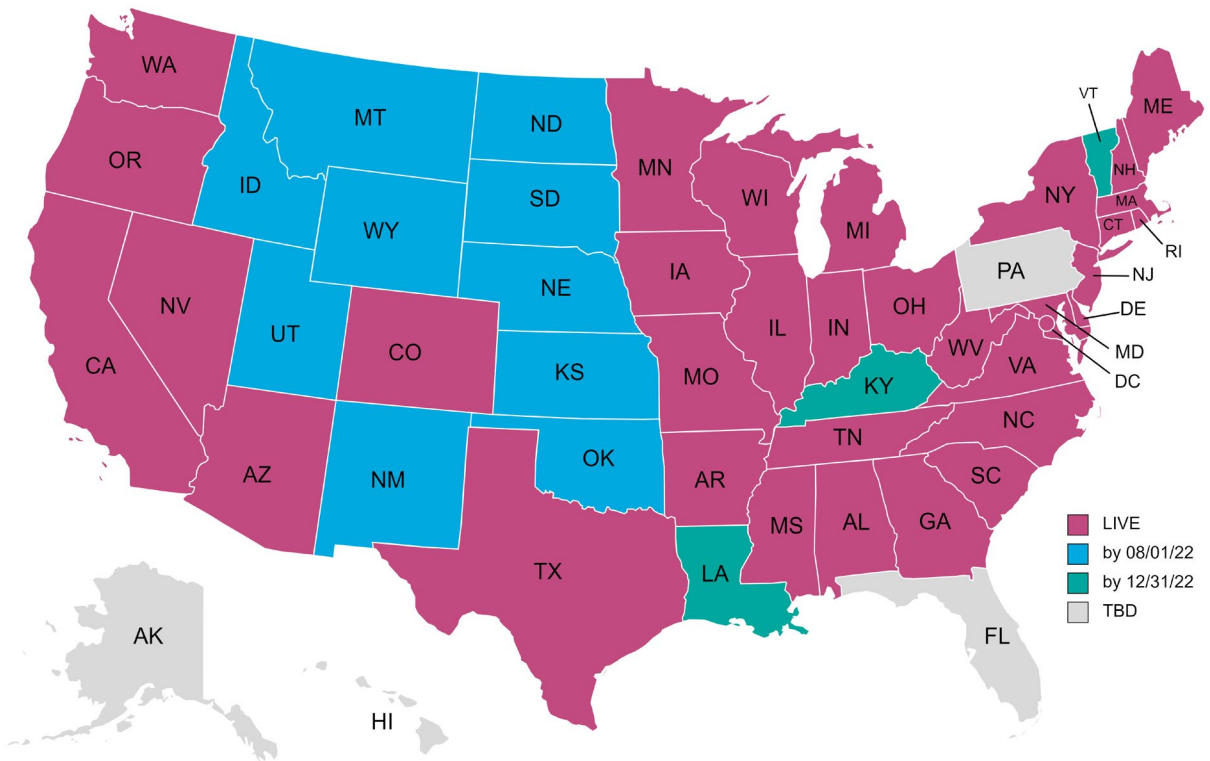 WA
MT
ND
MN
VT
ME
OR
ID
SD
WI
NH
NY
MA
WY
MI
CT
RI
IA
PA
NJ
NE
NV
UT
OH
DE
IL
IN
CO
WV
MD
CA
KS
MO
KY
VA
DC
NC
TN
OK
AZ
NM
AR
SC
MS
AL
GA
LIVE
by 08/01/22
TX
LA
by 12/31/22
TBD
AK
FL
HI